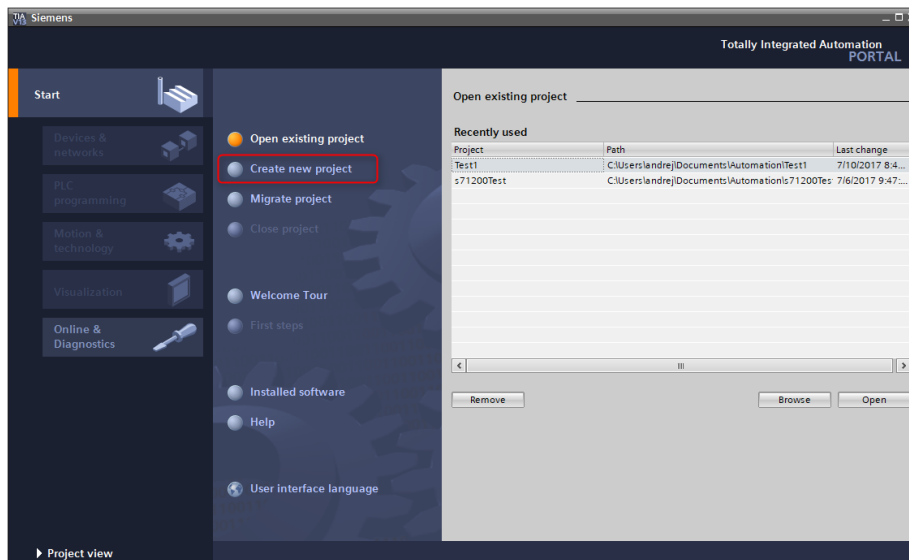 TIA V13 Siemens
Totally Integrated Automation
PORTAL
Start
Devices &
networks
PLC
programming
Motion &
technology
Visualization
Online &
Diagnostics
Project view
Open existing project
Create new project
Migrate project
Close project
Welcome Tour
First steps
Installed software
Help
User interface language
Open existing project
Recently used
Project Path Last change
Test1 C:\Users\andrej\Documents\Automation\Test1 7/10/2017 8:4...
s71200Test C:\Users\andrej\Documents\Automation\s71200Tes 7/6/2017 9:47:...
Remove Browse Open